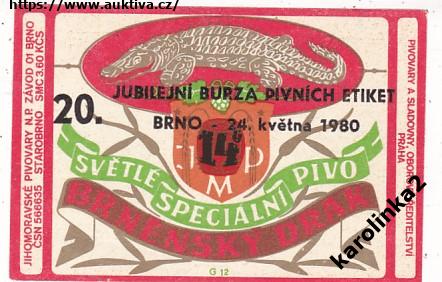 https://www.auktiva.cz/
JIHOMORAVSKÉ PIVOVARY N.P. ZÁVOD 01 BRNO
ČSN 566635 STAROBRNO SMC 3,60 KČS
20. JUBILEJNÍ BURZA PIVNÍCH ETIKET
BRNO - 24. května 1980
14°
J P
M
SVĚTLÉ SPECIÁLNÍ PIVO
BRNĚNSKÝ DRAK
G 12
PIVOVARY A SLADOVNY, OBOROVÉ ŘEDITELSTVÍ
PRAHA
karolinka2